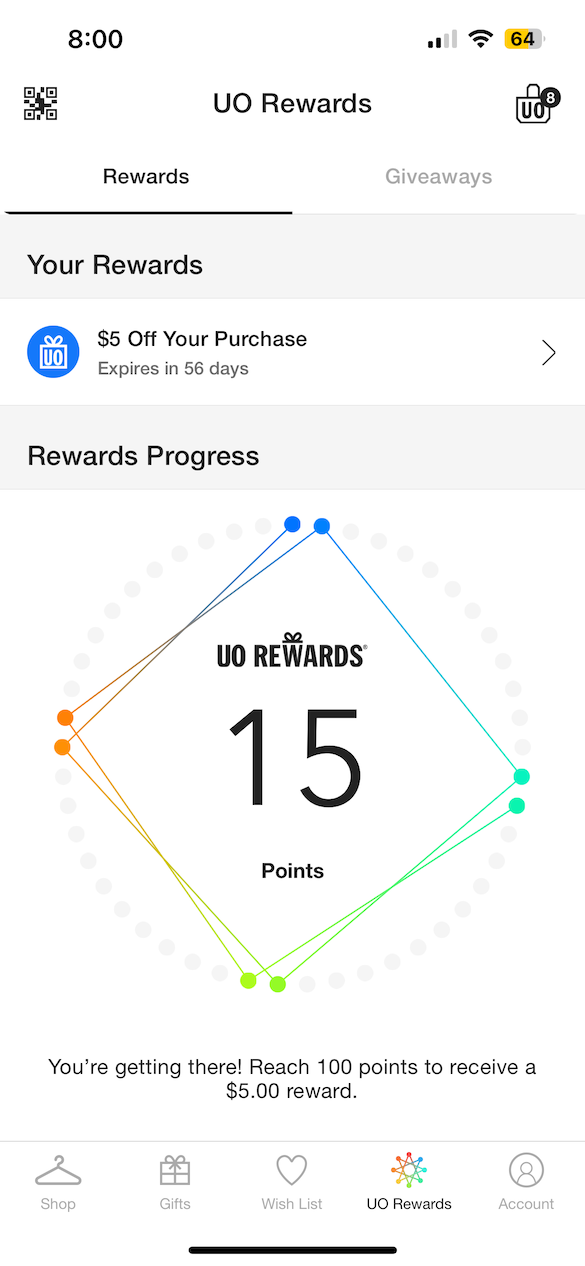 8:00
64
UO Rewards
UO
8
Rewards
Giveaways
Your Rewards
UO
$5 Off Your Purchase
Expires in 56 days
Rewards Progress
UO REWARDS®
15
Points
You’re getting there! Reach 100 points to receive a
$5.00 reward.
Shop
Gifts
Wish List
UO Rewards
Account